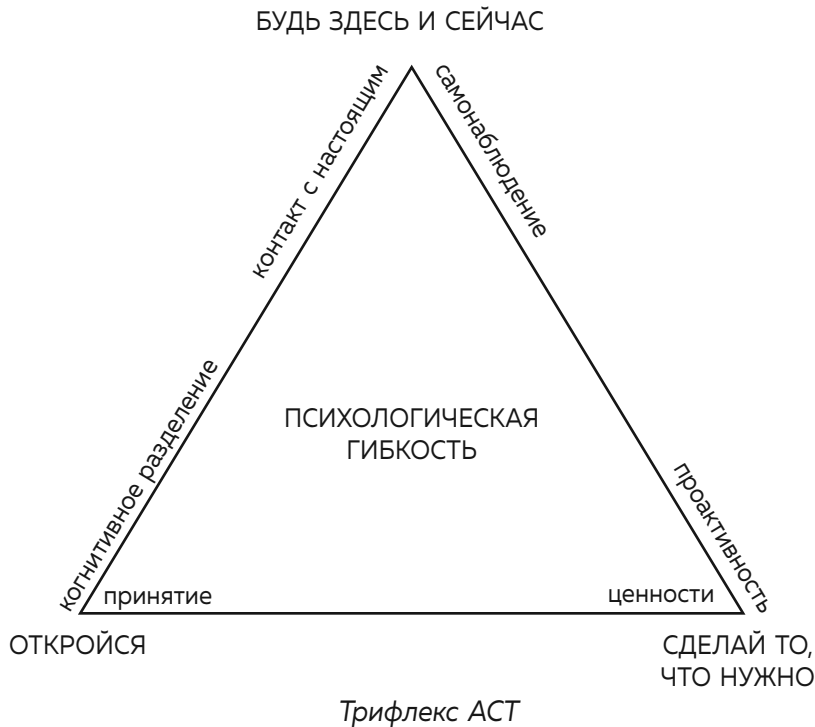 БУДЬ ЗДЕСЬ И СЕЙЧАС
контакт с настоящим
самонаблюдение
когнитивное разделение
ПСИХОЛОГИЧЕСКАЯ
ГИБКОСТЬ
проактивность
принятие
ценности
ОТКРОЙСЯ
СДЕЛАЙ ТО,
ЧТО НУЖНО
Трифлекс ACT